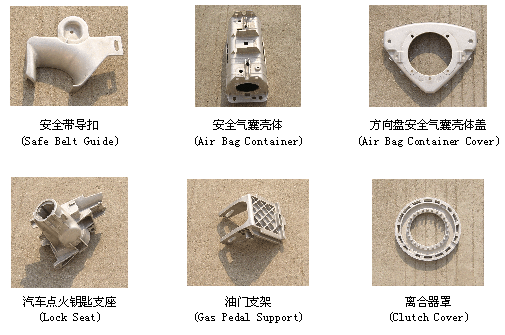 安全带导扣
(Safe Belt Guide)
安全气囊壳体
(Air Bag Container)
方向盘安全气囊壳体盖
(Air Bag Container Cover)
汽车点火钥匙支座
(Lock Seat)
油门支架
(Gas Pedal Support)
离合器罩
(Clutch Cover)